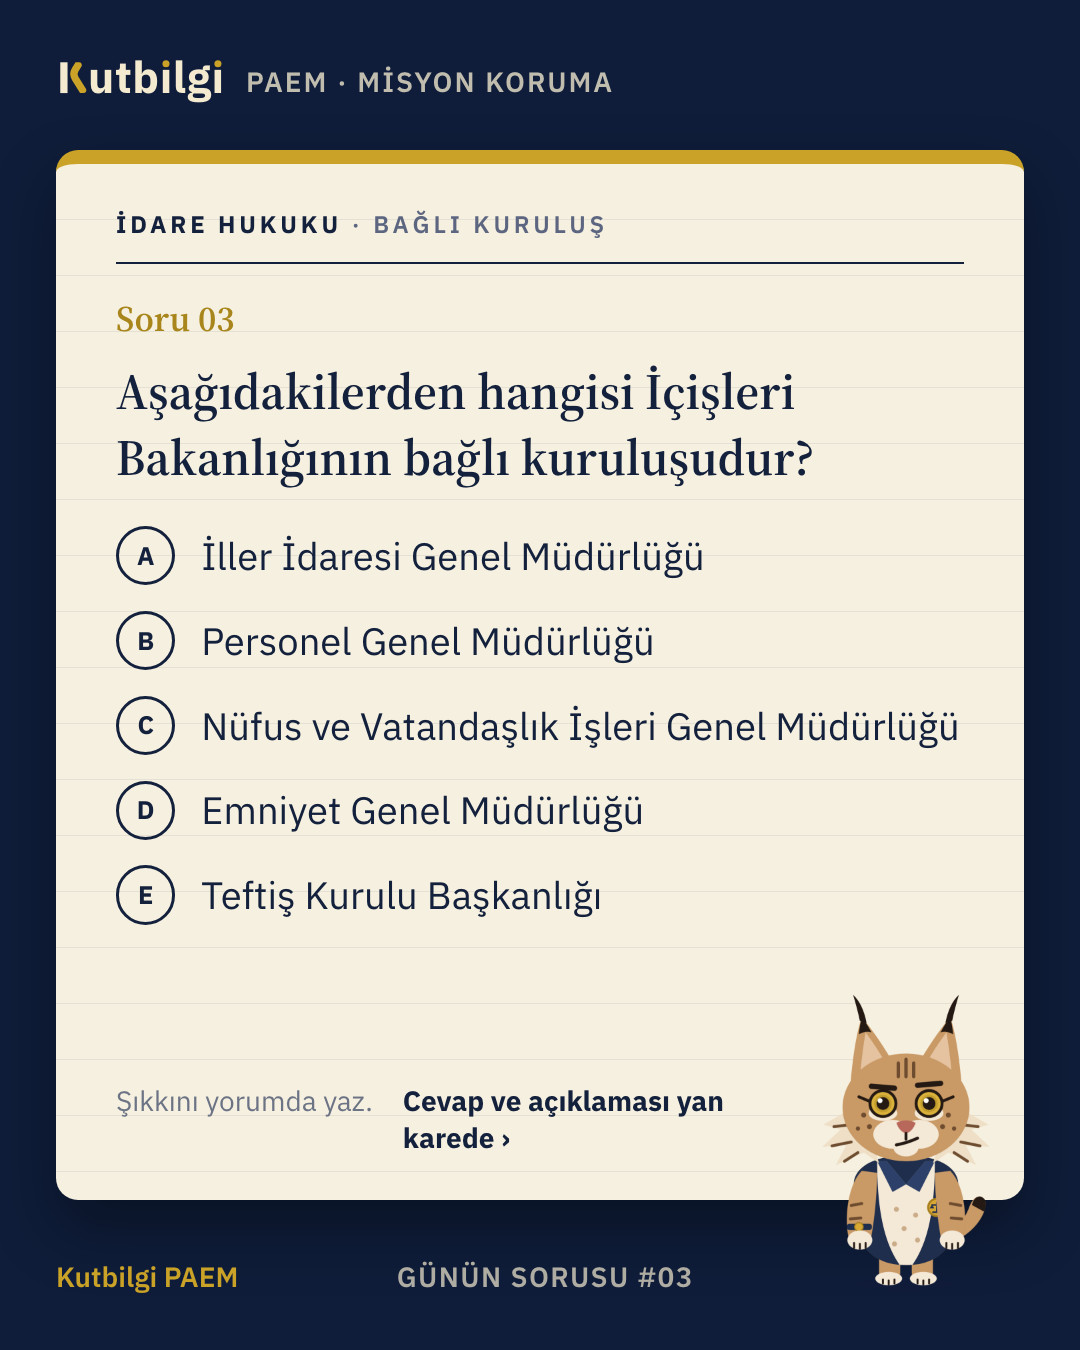 Kutbilgi PAEM · MİSYON KORUMA
İDARE HUKUKU · BAĞLI KURULUŞ
Soru 03
Aşağıdakilerden hangisi İçişleri
Bakanlığının bağlı kuruluşudur?
A İller İdaresi Genel Müdürlüğü
B Personel Genel Müdürlüğü
C Nüfus ve Vatandaşlık İşleri Genel Müdürlüğü
D Emniyet Genel Müdürlüğü
E Teftiş Kurulu Başkanlığı
Şıkkını yorumda yaz. Cevap ve açıklaması yan
karede ›
Kutbilgi PAEM GÜNÜN SORUSU #03